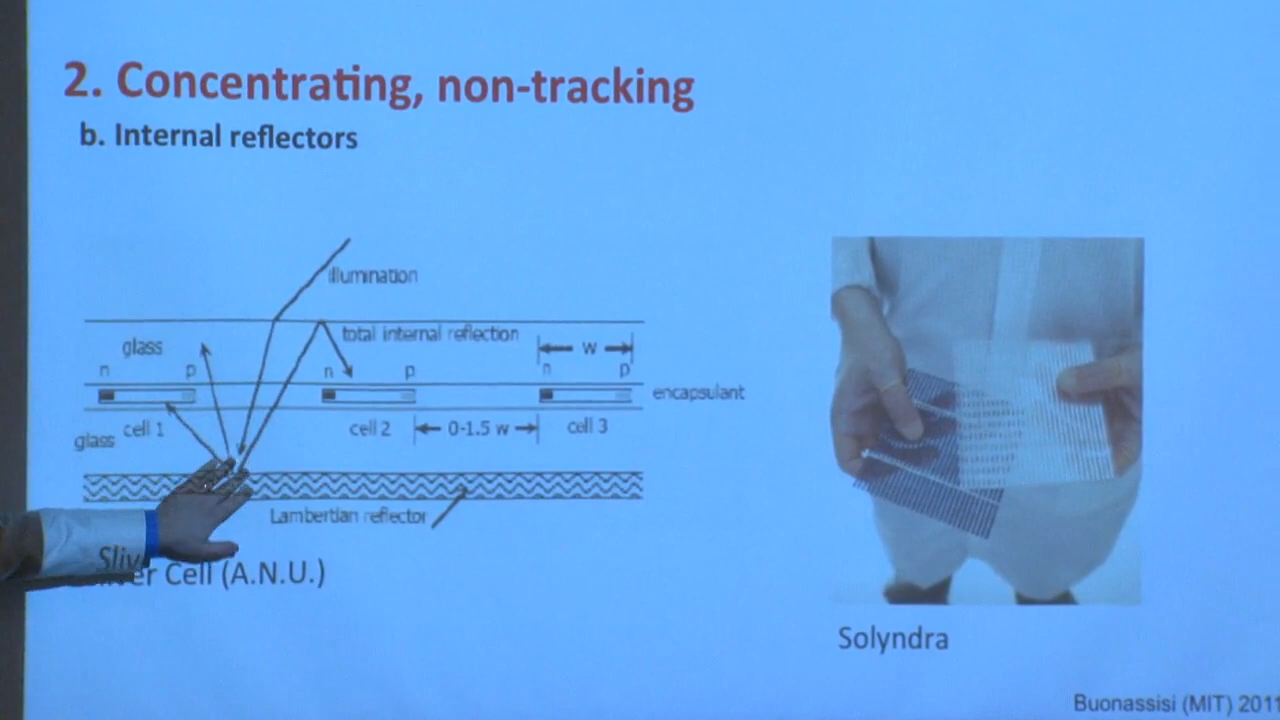 2. Concentrating, non-tracking
b. Internal reflectors
illumination
total internal reflection
w
glass
n
p
n
p
n
p
encapsulant
cell 1
cell 2
0-1.5 w
cell 3
glass
Lambertian reflector
Sliver Cell (A.N.U.)
Solyndra
Buonassisi (MIT) 2011